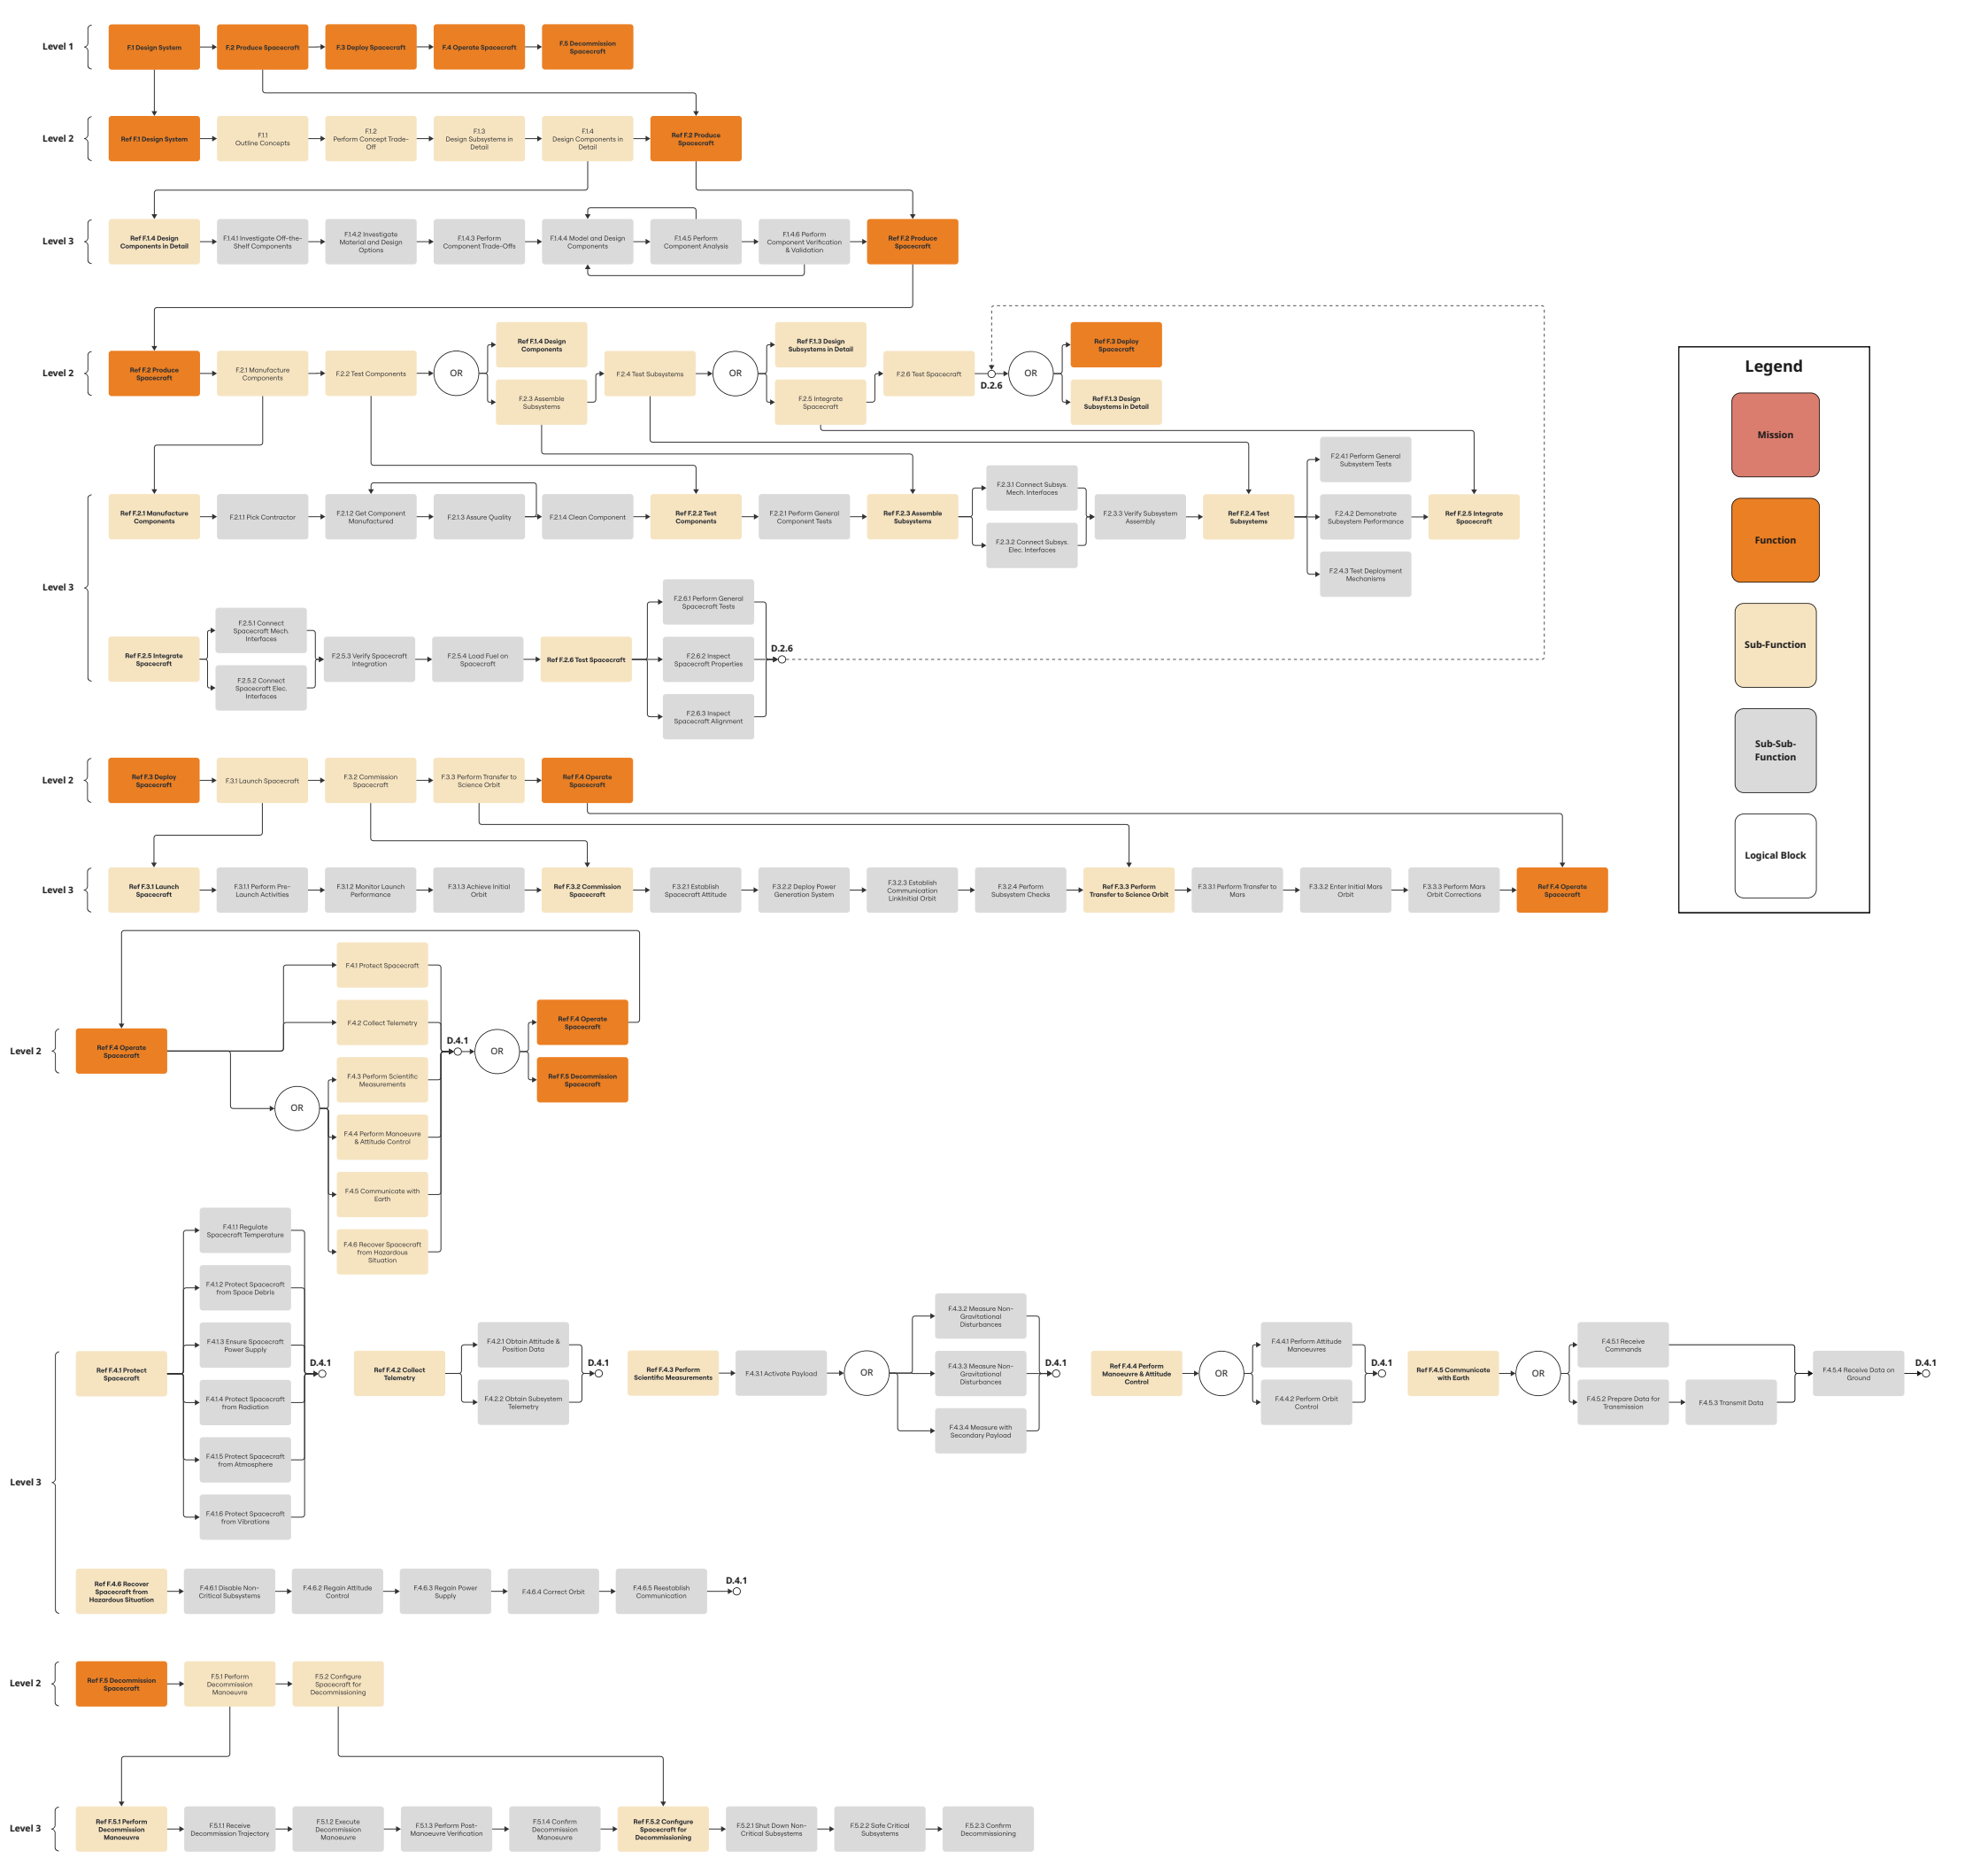 Level 1
F.1 Design System
F.2 Produce Spacecraft
F.3 Deploy Spacecraft
F.4 Operate Spacecraft
F.5 Decommission
Spacecraft
Level 2
Ref F.1 Design System
F.1.1
Outline Concepts
F.1.2
Perform Concept Trade-
Off
F.1.3
Design Subsystems in
Detail
F.1.4
Design Components in
Detail
Ref F.2 Produce
Spacecraft
Level 3
Ref F.1.4 Design
Components in Detail
F.1.4.1 Investigate Off-the-
Shelf Components
F.1.4.2 Investigate
Material and Design
Options
F.1.4.3 Perform
Component Trade-Offs
F.1.4.4 Model and Design
Components
F.1.4.5 Perform
Component Analysis
F.1.4.6 Perform
Component Verification
& Validation
Ref F.2 Produce
Spacecraft
Level 2
Ref F.2 Produce
Spacecraft
F.2.1 Manufacture
Components
F.2.2 Test Components
OR
Ref F.1.4 Design
Components
F.2.3 Assemble
Subsystems
F.2.4 Test Subsystems
OR
Ref F.1.3 Design
Subsystems in Detail
F.2.5 Integrate
Spacecraft
F.2.6 Test Spacecraft
D.2.6
OR
Ref F.3 Deploy
Spacecraft
Ref F.1.3 Design
Subsystems in Detail
Level 3
Ref F.2.1 Manufacture
Components
F.2.1.1 Pick Contractor
F.2.1.2 Get Component
Manufactured
F.2.1.3 Assure Quality
F.2.1.4 Clean Component
Ref F.2.2 Test
Components
F.2.2.1 Perform General
Component Tests
Ref F.2.3 Assemble
Subsystems
F.2.3.1 Connect Subsys.
Mech. Interfaces
F.2.3.2 Connect Subsys.
Elec. Interfaces
F.2.3.3 Verify Subsystem
Assembly
Ref F.2.4 Test
Subsystems
F.2.4.1 Perform General
Subsystem Tests
F.2.4.2 Demonstrate
Subsystem Performance
F.2.4.3 Test Deployment
Mechanisms
Ref F.2.5 Integrate
Spacecraft
Ref F.2.5 Integrate
Spacecraft
F.2.5.1 Connect
Spacecraft Mech.
Interfaces
F.2.5.2 Connect
Spacecraft Elec.
Interfaces
F.2.5.3 Verify Spacecraft
Integration
F.2.5.4 Load Fuel on
Spacecraft
Ref F.2.6 Test Spacecraft
F.2.6.1 Perform General
Spacecraft Tests
F.2.6.2 Inspect
Spacecraft Properties
F.2.6.3 Inspect
Spacecraft Alignment
D.2.6
Legend
Mission
Function
Sub-Function
Sub-Sub-
Function
Logical Block
Level 2
Ref F.3 Deploy
Spacecraft
F.3.1 Launch Spacecraft
F.3.2 Commission
Spacecraft
F.3.3 Perform Transfer to
Science Orbit
Ref F.4 Operate
Spacecraft
Level 3
Ref F.3.1 Launch
Spacecraft
F.3.1.1 Perform Pre-
Launch Activities
F.3.1.2 Monitor Launch
Performance
F.3.1.3 Achieve Initial
Orbit
Ref F.3.2 Commission
Spacecraft
F.3.2.1 Establish
Spacecraft Attitude
F.3.2.2 Deploy Power
Generation System
F.3.2.3 Establish
Communication
LinkInitial Orbit
F.3.2.4 Perform
Subsystem Checks
Ref F.3.3 Perform
Transfer to Science Orbit
F.3.3.1 Perform Transfer to
Mars
F.3.3.2 Enter Initial Mars
Orbit
F.3.3.3 Perform Mars
Orbit Corrections
Ref F.4 Operate
Spacecraft
Level 2
Ref F.4 Operate
Spacecraft
OR
F.4.1 Protect Spacecraft
F.4.2 Collect Telemetry
F.4.3 Perform Scientific
Measurements
F.4.4 Perform Manoeuvre
& Attitude Control
F.4.5 Communicate with
Earth
F.4.6 Recover Spacecraft
from Hazardous
Situation
D.4.1
OR
Ref F.4 Operate
Spacecraft
Ref F.5 Decommission
Spacecraft
Level 3
Ref F.4.1 Protect
Spacecraft
F.4.1.1 Regulate
Spacecraft Temperature
F.4.1.2 Protect Spacecraft
from Space Debris
F.4.1.3 Ensure Spacecraft
Power Supply
F.4.1.4 Protect Spacecraft
from Radiation
F.4.1.5 Protect Spacecraft
from Atmosphere
F.4.1.6 Protect Spacecraft
from Vibrations
D.4.1
Ref F.4.2 Collect
Telemetry
F.4.2.1 Obtain Attitude &
Position Data
F.4.2.2 Obtain Subsystem
Telemetry
D.4.1
Ref F.4.3 Perform
Scientific Measurements
F.4.3.1 Activate Payload
OR
F.4.3.2 Measure Non-
Gravitational
Disturbances
F.4.3.3 Measure Non-
Gravitational
Disturbances
F.4.3.4 Measure with
Secondary Payload
D.4.1
Ref F.4.4 Perform
Manoeuvre & Attitude
Control
OR
F.4.4.1 Perform Attitude
Manoeuvres
F.4.4.2 Perform Orbit
Control
D.4.1
Ref F.4.5 Communicate
with Earth
OR
F.4.5.1 Receive
Commands
F.4.5.2 Prepare Data for
Transmission
F.4.5.3 Transmit Data
F.4.5.4 Receive Data on
Ground
D.4.1
Ref F.4.6 Recover
Spacecraft from
Hazardous Situation
F.4.6.1 Disable Non-
Critical Subsystems
F.4.6.2 Regain Attitude
Control
F.4.6.3 Regain Power
Supply
F.4.6.4 Correct Orbit
F.4.6.5 Reestablish
Communication
D.4.1
Level 2
Ref F.5 Decommission
Spacecraft
F.5.1 Perform
Decommission
Manoeuvre
F.5.2 Configure
Spacecraft for
Decommissioning
Level 3
Ref F.5.1 Perform
Decommission
Manoeuvre
F.5.1.1 Receive
Decommission Trajectory
F.5.1.2 Execute
Decommission
Manoeuvre
F.5.1.3 Perform Post-
Manoeuvre Verification
F.5.1.4 Confirm
Decommission
Manoeuvre
Ref F.5.2 Configure
Spacecraft for
Decommissioning
F.5.2.1 Shut Down Non-
Critical Subsystems
F.5.2.2 Safe Critical
Subsystems
F.5.2.3 Confirm
Decommissioning